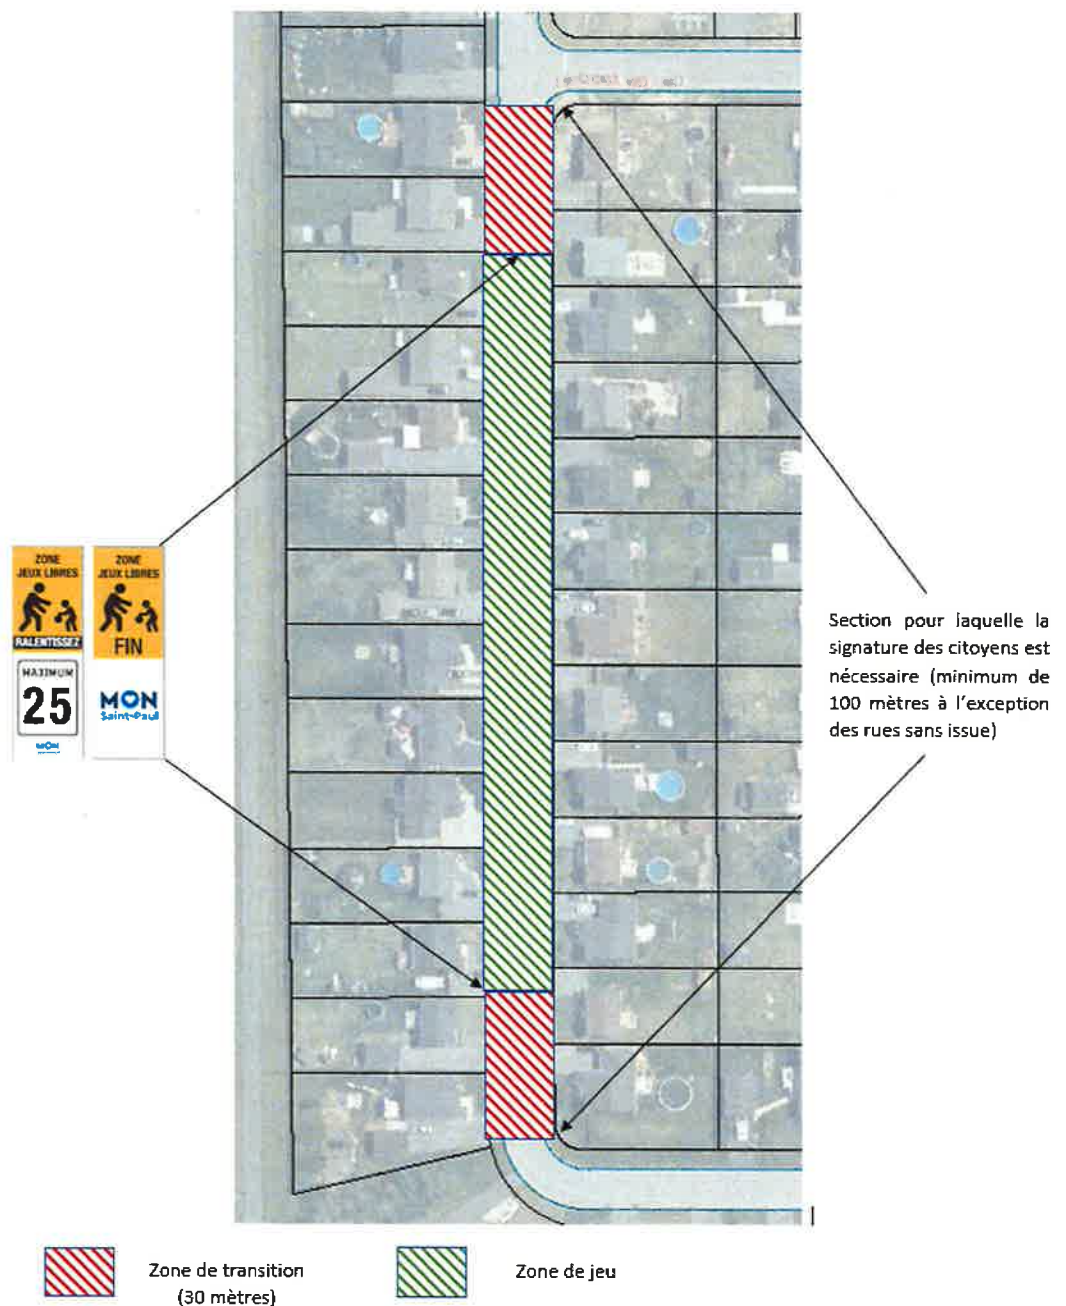 ZONE
JEUX LIBRES
RALENTISSEZ
MAXIMUM
25
MON
ZONE
JEUX LIBRES
FIN
MON
Saint-Paul
Section pour laquelle la
signature des citoyens est
nécessaire (minimum de
100 mètres à l'exception
des rues sans issue)
Zone de transition
(30 mètres)
Zone de jeu